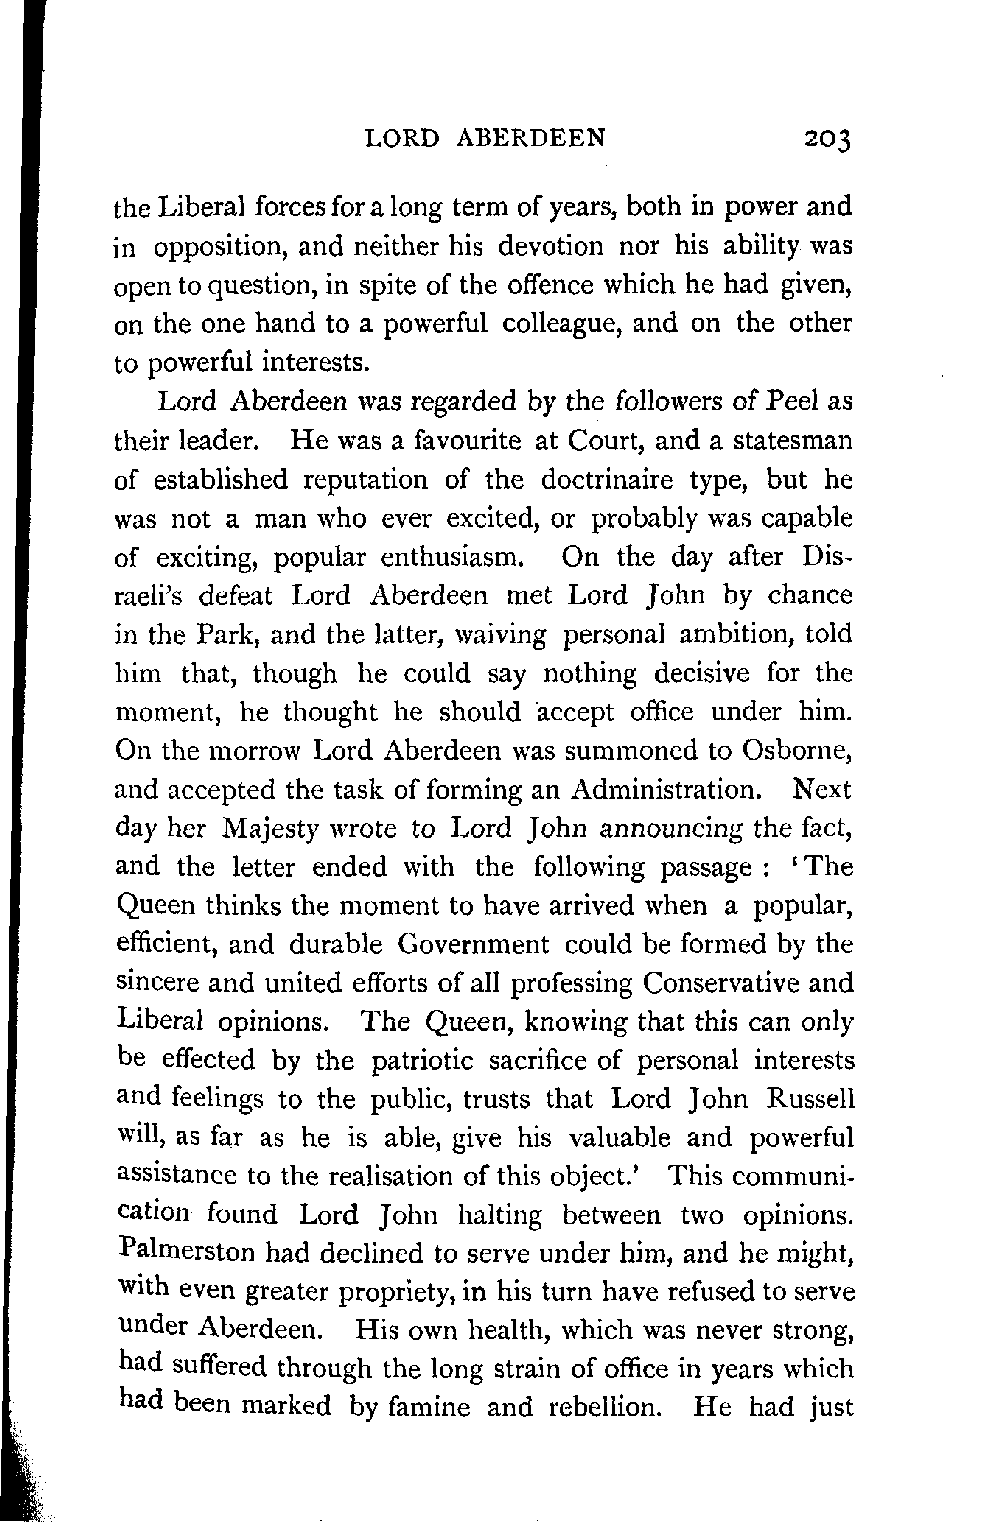 LORD ABERDEEN 203
the Liberal forces for a long term of years, both in power and
in opposition, and neither his devotion nor his ability was
open to question, in spite of the offence which he had given,
on the one hand to a powerful colleague, and on the other
to powerful interests.
Lord Aberdeen was regarded by the followers of Peel as
their leader. He was a favourite at Court, and a statesman
of established reputation of the doctrinaire type, but he
was not a man who ever excited, or probably was capable
of exciting, popular enthusiasm. On the day after Dis-
raeli's defeat Lord Aberdeen met Lord John by chance
in the Park, and the latter, waiving personal ambition, told
him that, though he could say nothing decisive for the
moment, he thought he should accept office under him.
On the morrow Lord Aberdeen was summoned to Osborne,
and accepted the task of forming an Administration. Next
day her Majesty wrote to Lord John announcing the fact,
and the letter ended with the following passage : 'The
Queen thinks the moment to have arrived when a popular,
efficient, and durable Government could be formed by the
sincere and united efforts of all professing Conservative and
Liberal opinions. The Queen, knowing that this can only
be effected by the patriotic sacrifice of personal interests
and feelings to the public, trusts that Lord John Russell
will, as far as he is able, give his valuable and powerful
assistance to the realisation of this object.' This communi-
cation found Lord John halting between two opinions.
Palmerston had declined to serve under him, and he might,
with even greater propriety, in his turn have refused to serve
under Aberdeen. His own health, which was never strong,
had suffered through the long strain of office in years which
had been marked by famine and rebellion. He had just